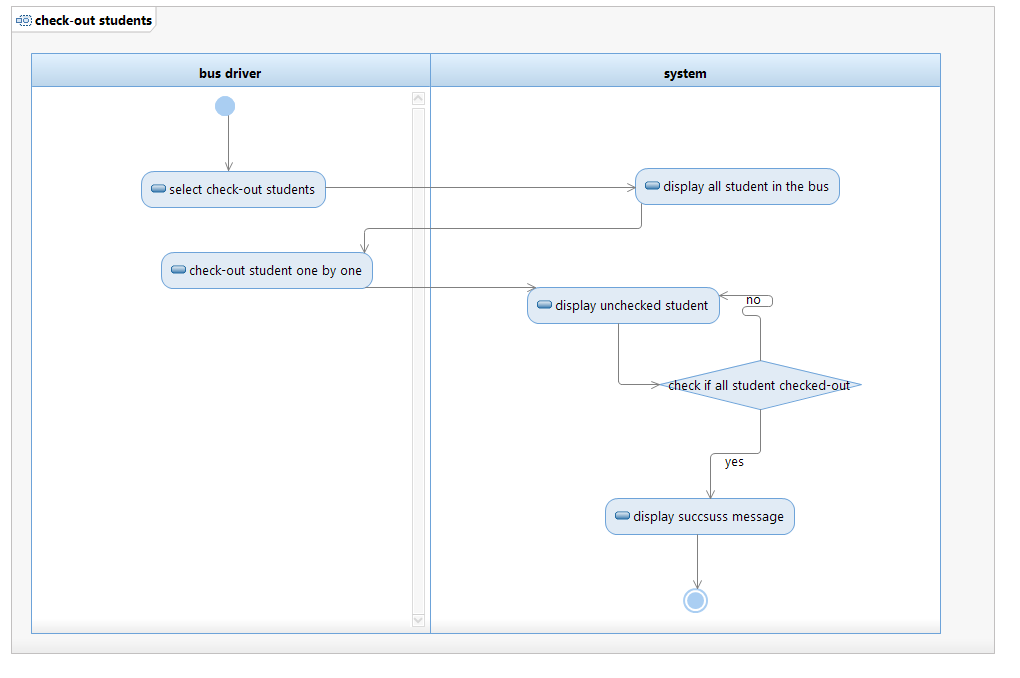 check-out students
bus driver
system
select check-out students
display all student in the bus
check-out student one by one
display unchecked student
no
check if all student checked-out
yes
display succsuss message